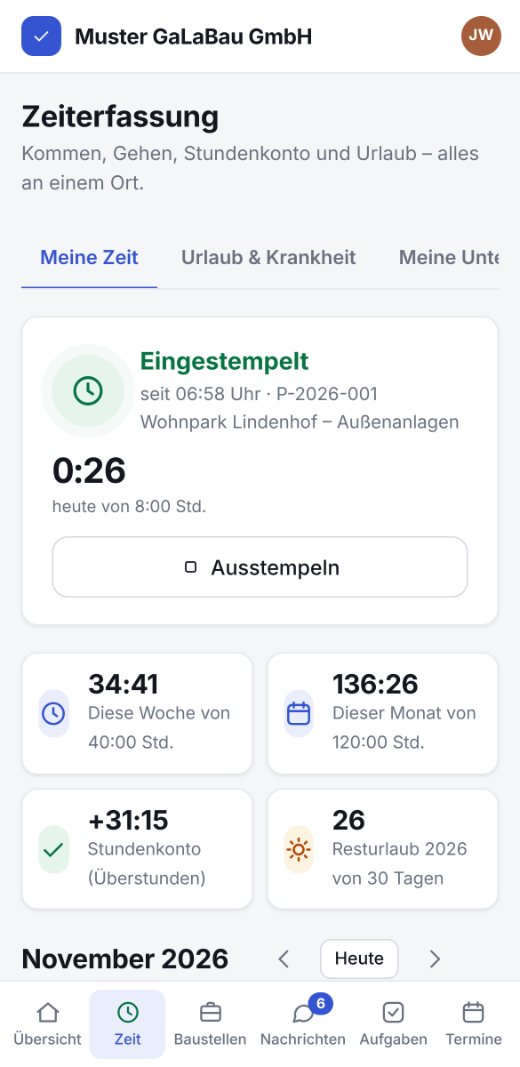 Muster GaLaBau GmbH
JW
Zeiterfassung
Kommen, Gehen, Stundenkonto und Urlaub – alles
an einem Ort.
Meine Zeit
Urlaub & Krankheit
Meine Unte
Eingestempelt
seit 06:58 Uhr · P-2026-001
Wohnpark Lindenhof – Außenanlagen
0:26
heute von 8:00 Std.
Ausstempeln
34:41
Diese Woche von
40:00 Std.
136:26
Dieser Monat von
120:00 Std.
+31:15
Stundenkonto
(Überstunden)
26
Resturlaub 2026
von 30 Tagen
November 2026
Heute
Übersicht
Zeit
Baustellen
6
Nachrichten
Aufgaben
Termine